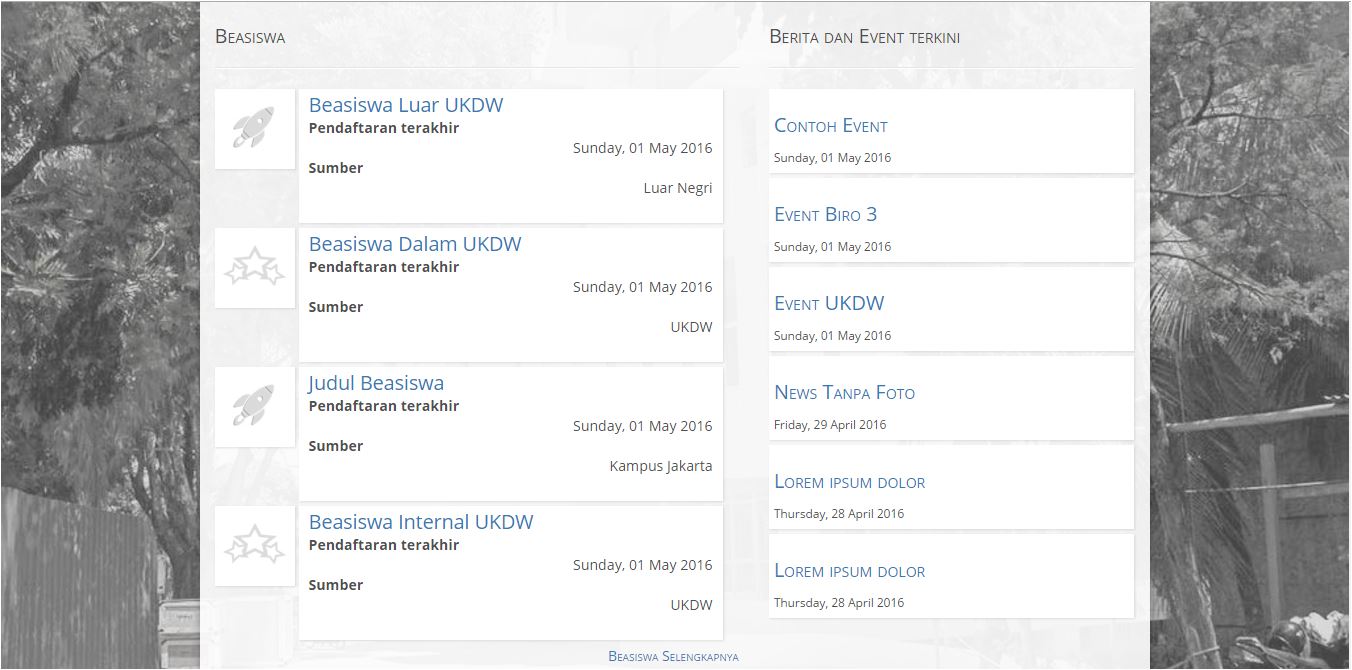 Beasiswa
Beasiswa Luar UKDW
Pendaftaran terakhir
Sunday, 01 May 2016
Sumber
Luar Negri
Beasiswa Dalam UKDW
Pendaftaran terakhir
Sunday, 01 May 2016
Sumber
UKDW
Judul Beasiswa
Pendaftaran terakhir
Sunday, 01 May 2016
Sumber
Kampus Jakarta
Beasiswa Internal UKDW
Pendaftaran terakhir
Sunday, 01 May 2016
Sumber
UKDW
Beasiswa Selengkapnya
Berita dan Event terkini
Contoh Event
Sunday, 01 May 2016
Event Biro 3
Sunday, 01 May 2016
Event UKDW
Sunday, 01 May 2016
News Tanpa Foto
Friday, 29 April 2016
Lorem ipsum dolor
Thursday, 28 April 2016
Lorem ipsum dolor
Thursday, 28 April 2016